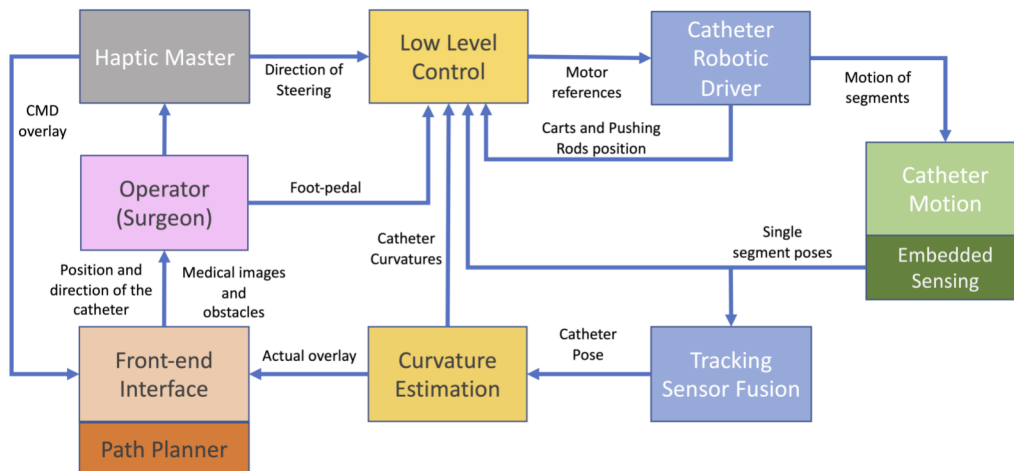 Haptic Master
Direction of
Steering
Low Level
Control
Motor
references
Catheter
Robotic
Driver
Motion of
segments
CMD
overlay
Carts and Pushing
Rods position
Operator
(Surgeon)
Foot-pedal
Catheter
Motion
Embedded
Sensing
Catheter
Curvatures
Single
segment poses
Position and
direction of the
catheter
Medical images
and
obstacles
Front-end
Interface
Path Planner
Actual overlay
Curvature
Estimation
Catheter
Pose
Tracking
Sensor Fusion